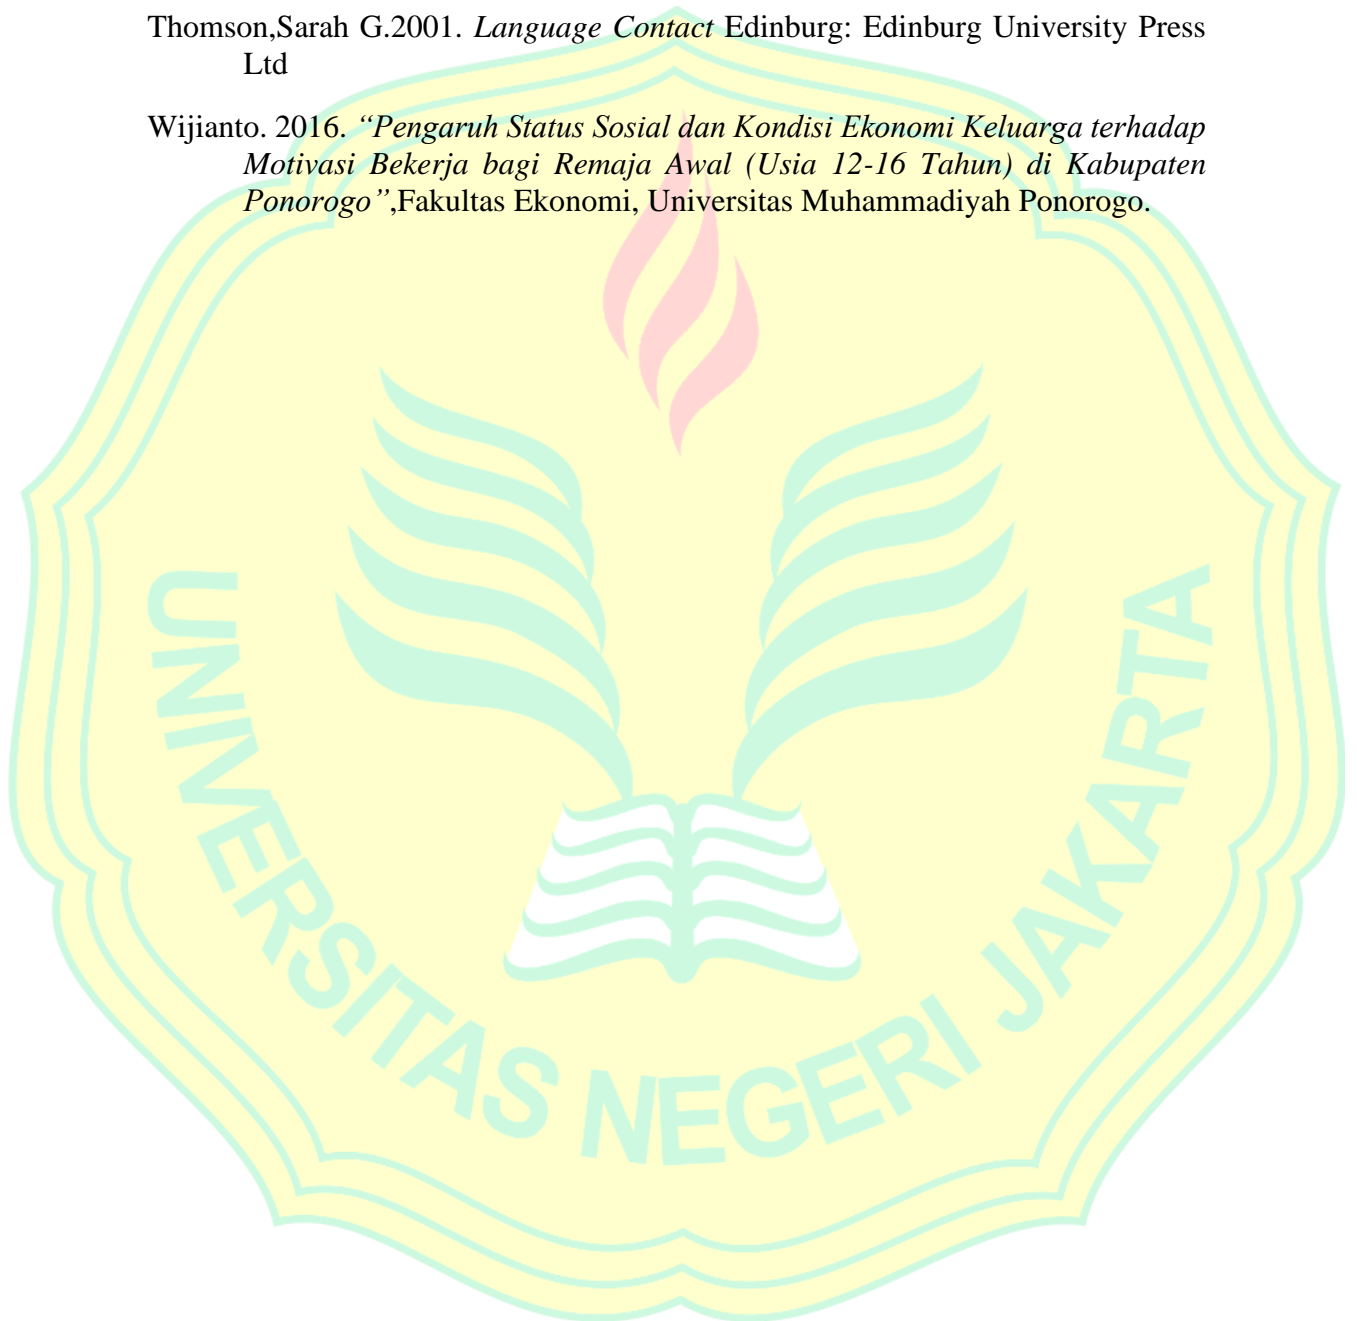 Thomson,Sarah G.2001. Language Contact Edinburg: Edinburg University Press
Ltd
Wijianto. 2016. “Pengaruh Status Sosial dan Kondisi Ekonomi Keluarga terhadap
Motivasi Bekerja bagi Remaja Awal (Usia 12-16 Tahun) di Kabupaten
Ponorogo”,Fakultas Ekonomi, Universitas Muhammadiyah Ponorogo.
UNIVERSITAS NEGERI JAKARTA